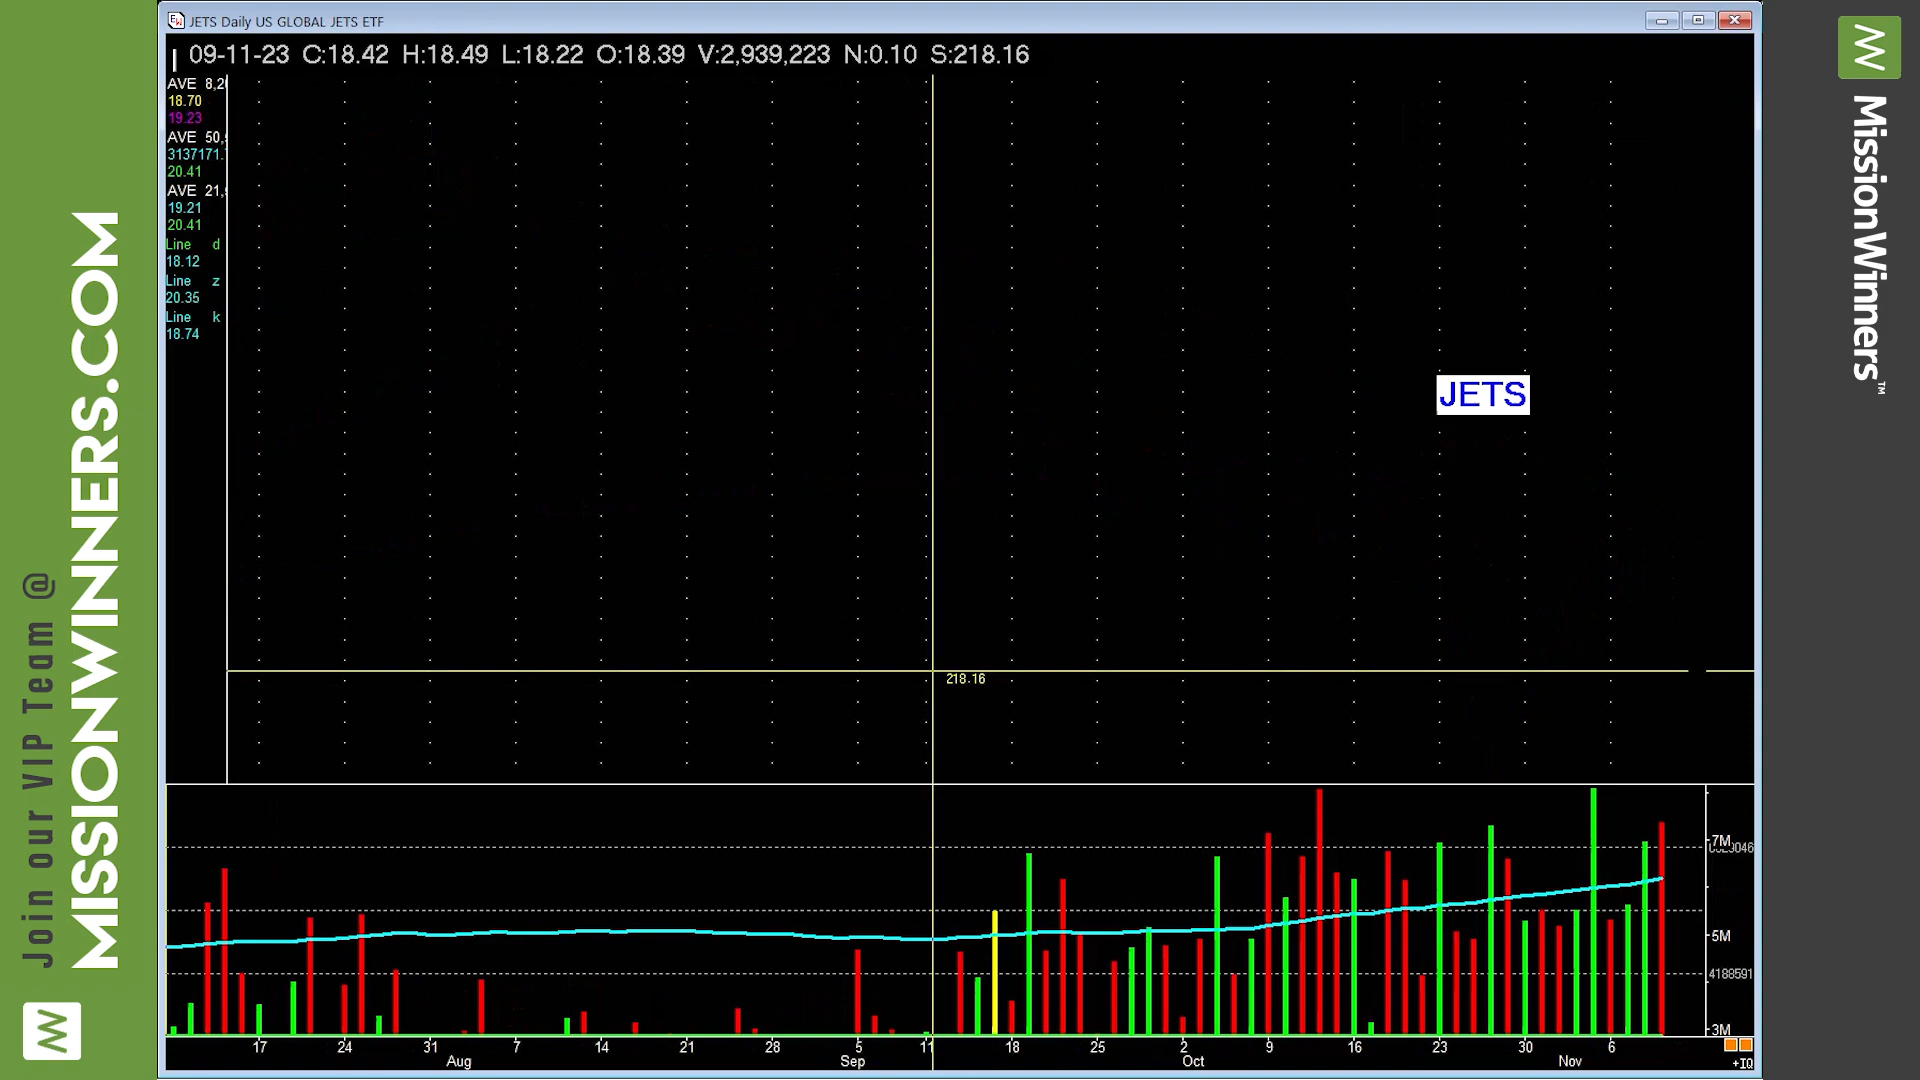 Join our VIP Team @
MISSIONWINNERS.COM
JETS Daily US GLOBAL JETS ETF
09-11-23 C:18.42 H:18.49 L:18.22 O:18.39 V:2,939,223 N:0.10 S:218.16
AVE 8,2
18.70
19.23
AVE 50,
3137171.
20.41
AVE 21,
19.21
20.41
Line d
18.12
Line z
20.35
Line k
18.74
JETS
218.16
7M
5M
4188591
3M
17 24 31 7 14 21 28 5 11 18 25 2 9 16 23 30 6
Aug Sep Oct Nov
+IQ
MissionWinners™